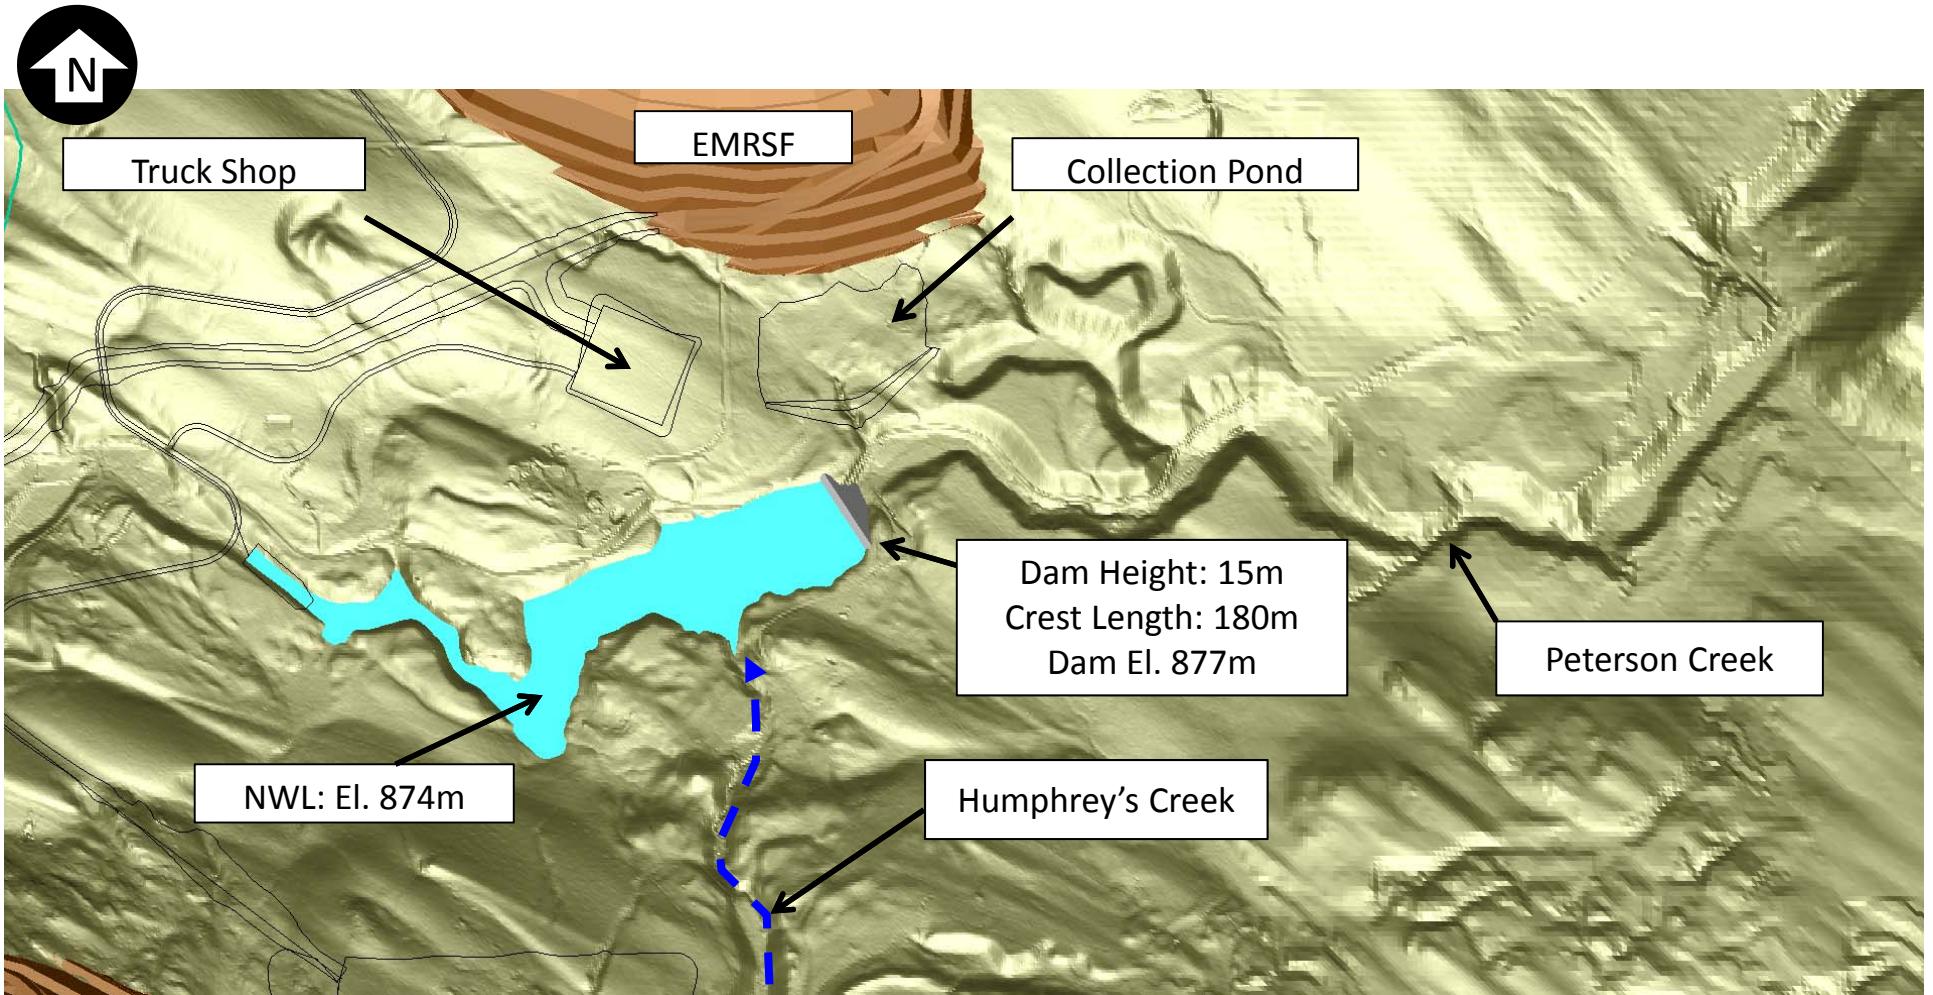 N
EMRSF
Truck Shop
Collection Pond
Dam Height: 15m
Crest Length: 180m
Dam El. 877m
Peterson Creek
NWL: El. 874m
Humphrey’s Creek